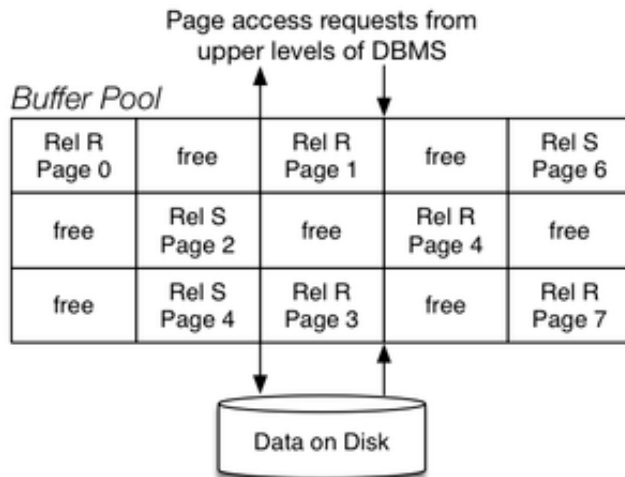 Page access requests from
upper levels of DBMS
Buffer Pool
Rel R
Page 0
free
Rel R
Page 1
free
Rel S
Page 6
free
Rel S
Page 2
free
Rel R
Page 4
free
free
Rel S
Page 4
Rel R
Page 3
free
Rel R
Page 7
Data on Disk